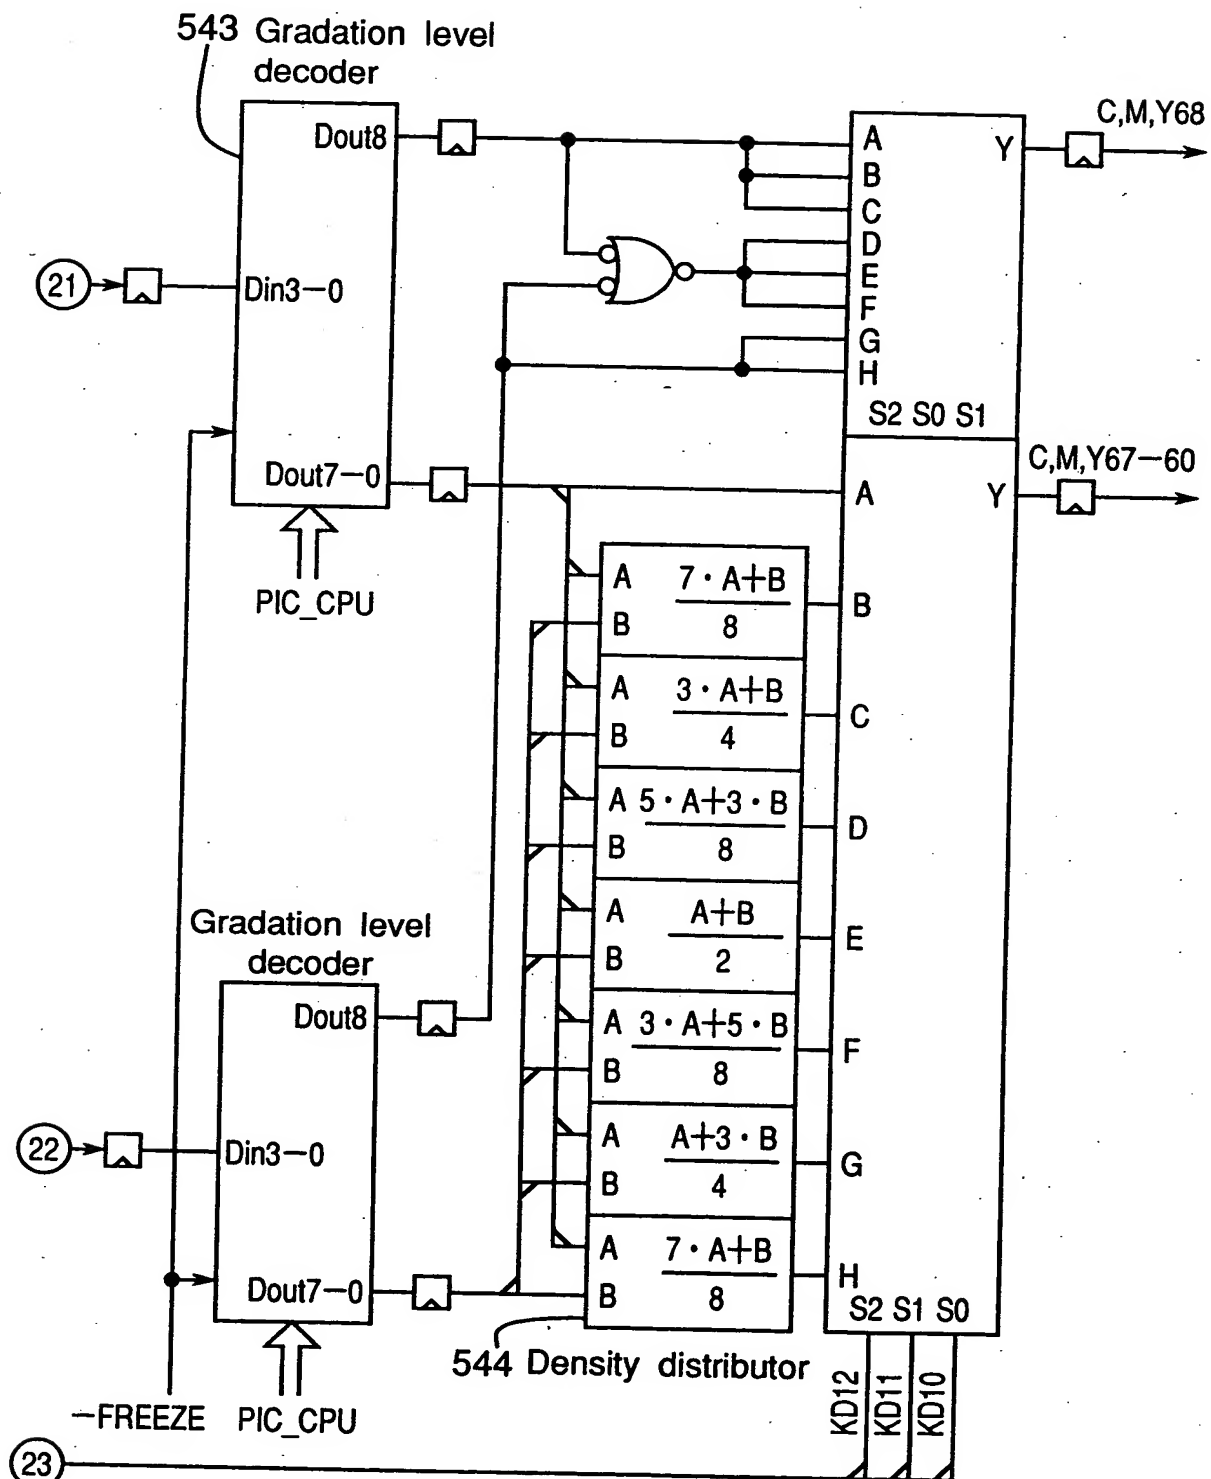 543 Gradation level
decoder
Dout8
Din3-0
Dout7-0
21
PIC_CPU
A
B
C
D
E
F
G
H
Y
S2 S0 S1
C,M,Y68
A
B
C
D
E
F
G
H
Y
S2 S1 S0
C,M,Y67-60
A
B
7・A+B
8
A
B
3・A+B
4
A
B
5・A+3・B
8
A
B
A+B
2
A
B
3・A+5・B
8
A
B
A+3・B
4
A
B
7・A+B
8
544 Density distributor
Gradation level
decoder
Dout8
Din3-0
Dout7-0
22
-FREEZE
PIC_CPU
KD12
KD11
KD10
23